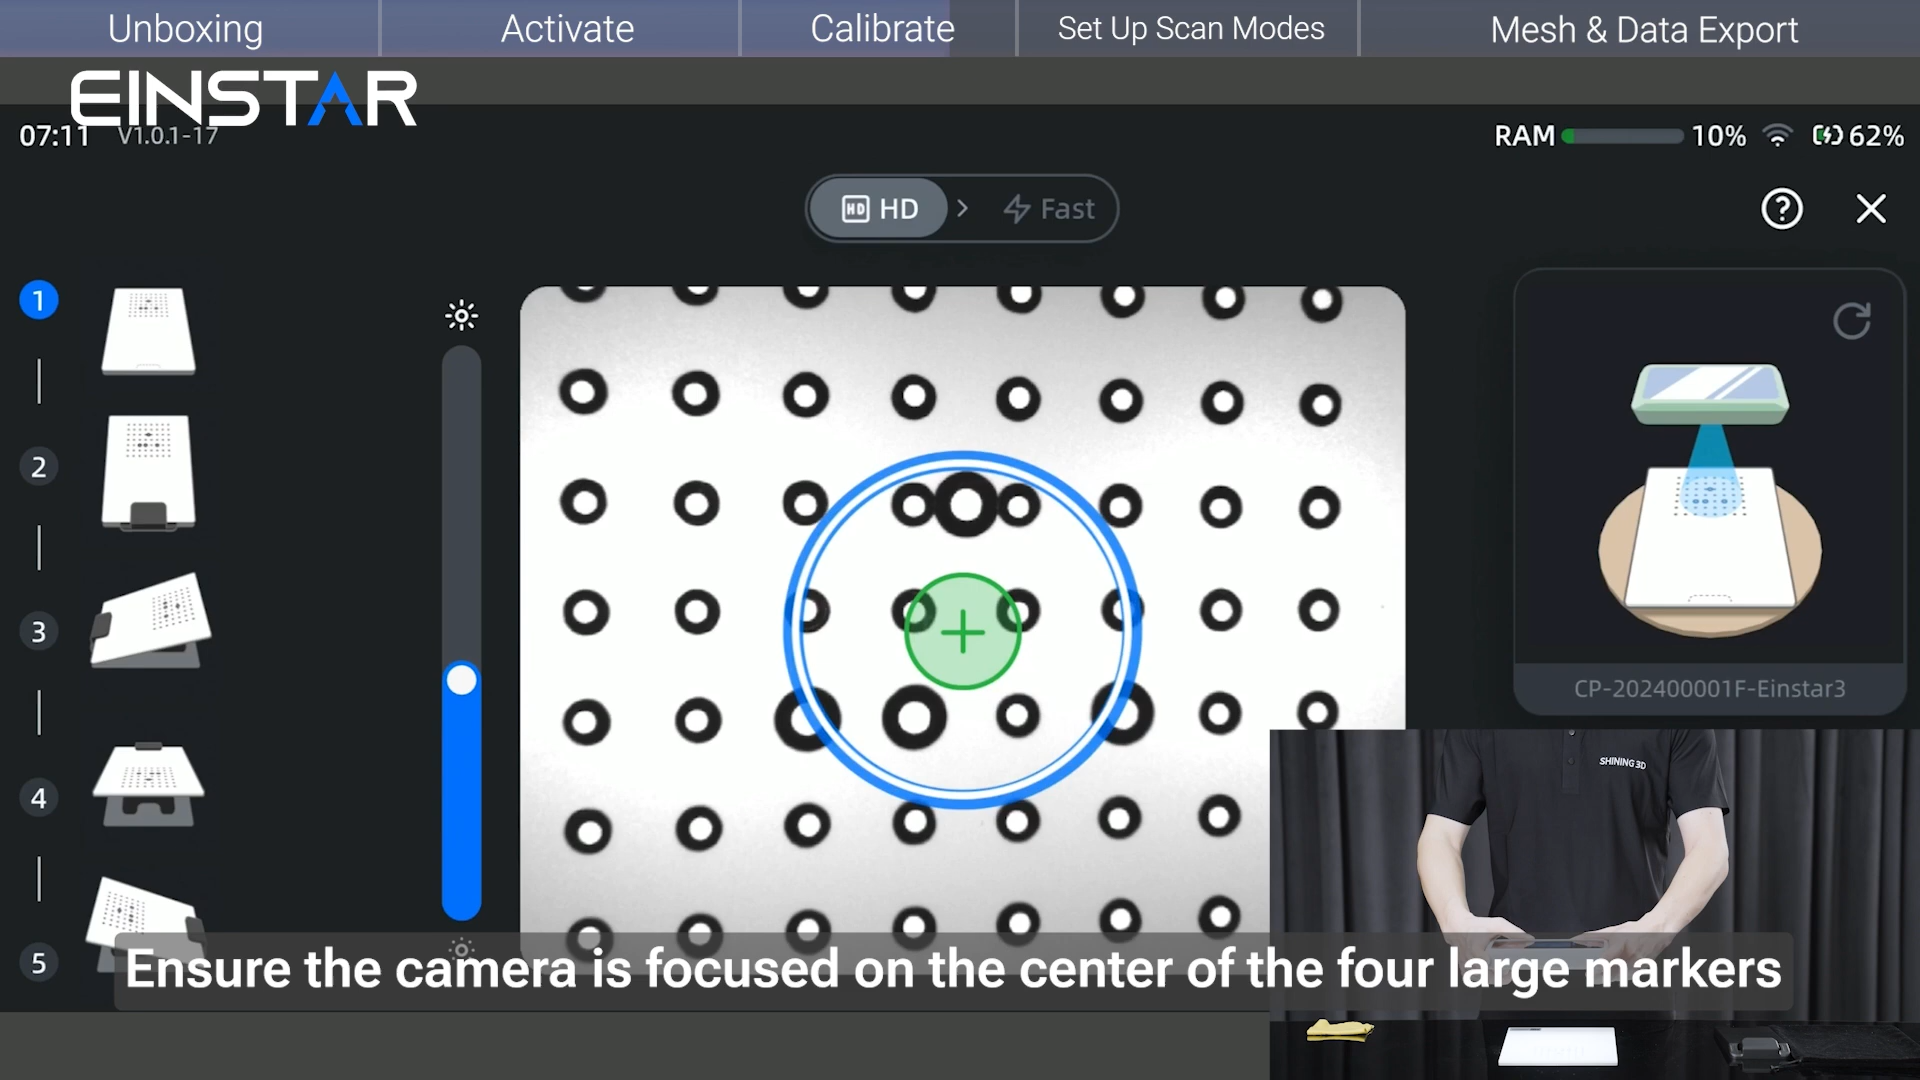 Unboxing
Activate
Calibrate
Set Up Scan Modes
Mesh & Data Export
EINSTAR
07:11 V1.0.1-17
RAM 10% 62%
HD HD > Fast
?
1
2
3
4
5
CP-202400001F-Einstar3
SHINING 3D
Ensure the camera is focused on the center of the four large markers